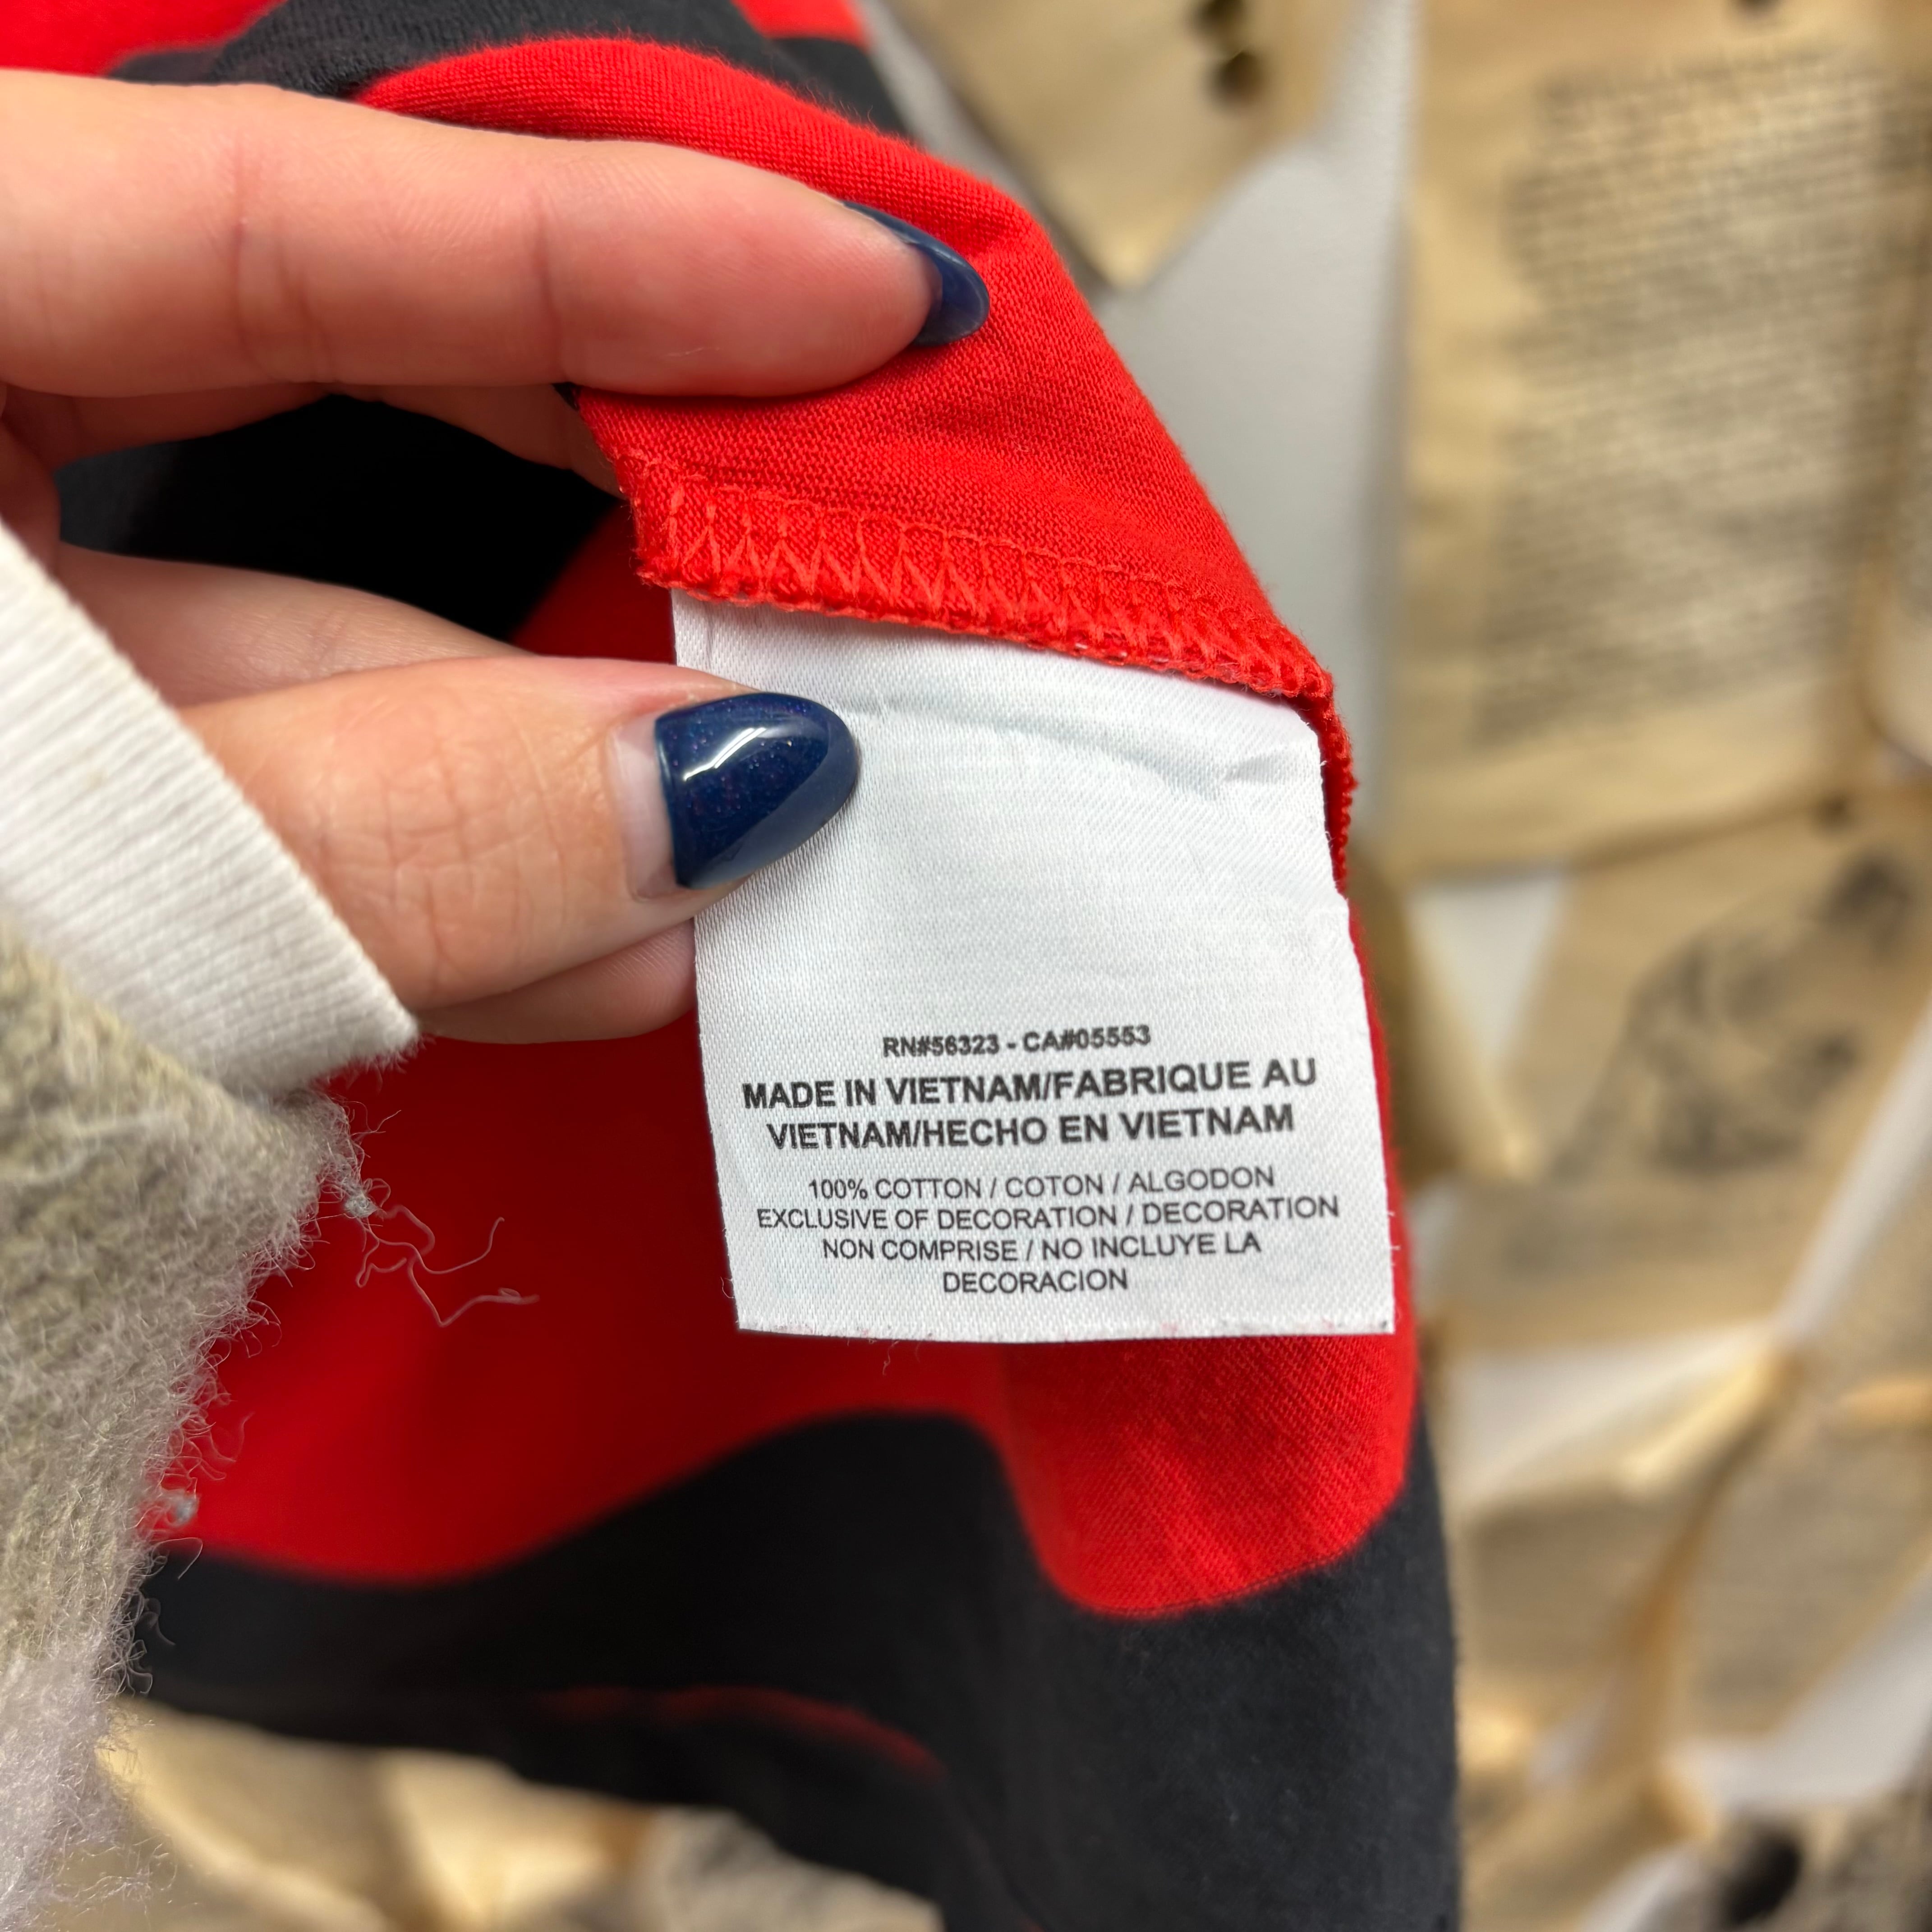 RN#56323 - CA#05553
MADE IN VIETNAM/FABRIQUE AU
VIETNAM/HECHO EN VIETNAM
100% COTTON / COTON / ALGODON
EXCLUSIVE OF DECORATION / DECORATION
NON COMPRISE / NO INCLUYE LA
DECORACION